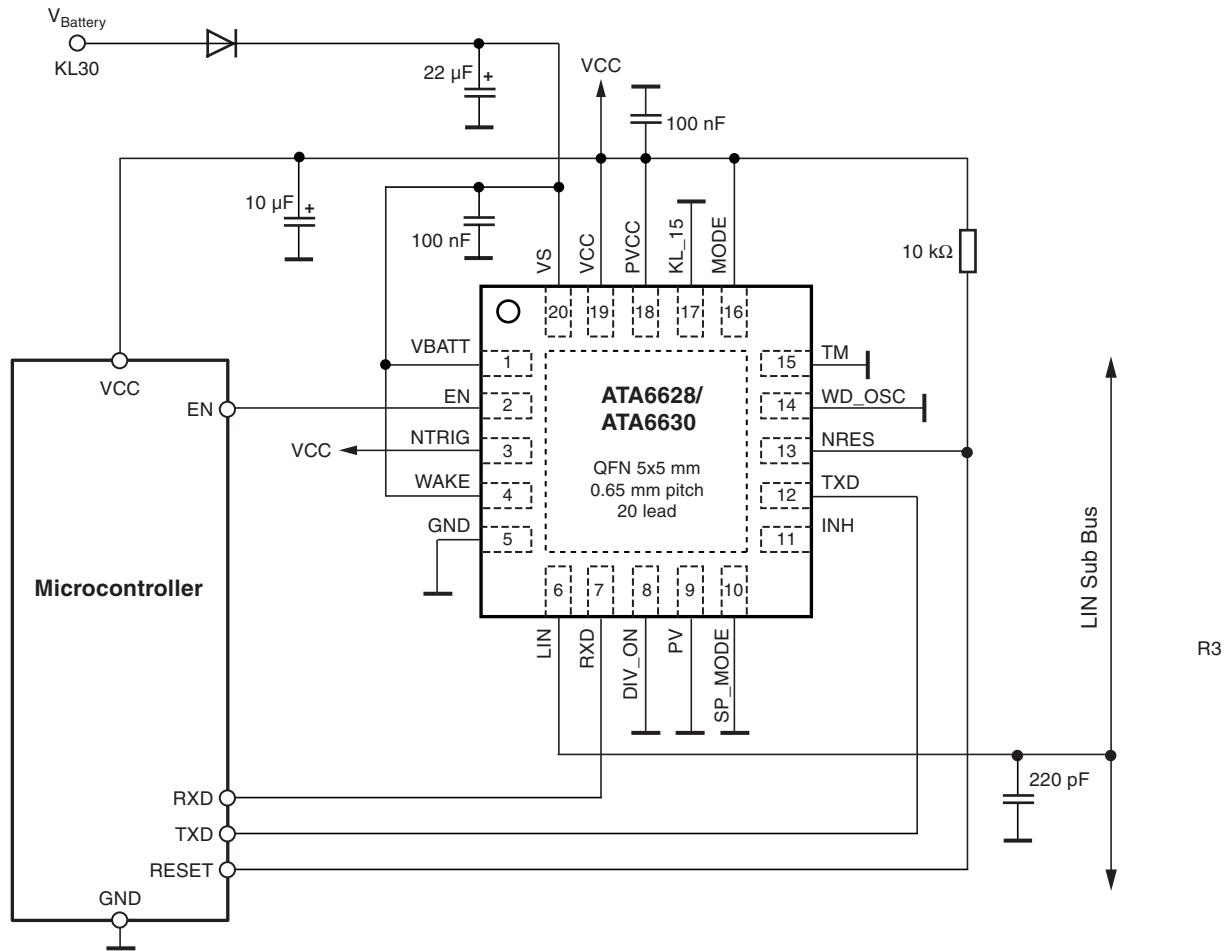 VBattery
KL30
22 µF
+
VCC
100 nF
10 µF
+
100 nF
VS
VCC
PVCC
KL_15
MODE
10 kΩ
20
19
18
17
16
VCC
EN
VBATT
1
EN
2
VCC
NTRIG
3
WAKE
4
GND
5
ATA6628/
ATA6630
QFN 5x5 mm
0.65 mm pitch
20 lead
15
TM
14
WD_OSC
13
NRES
12
TXD
11
INH
Microcontroller
6
7
8
9
10
LIN
RXD
DIV_ON
PV
SP_MODE
LIN Sub Bus
R3
220 pF
RXD
TXD
RESET
GND